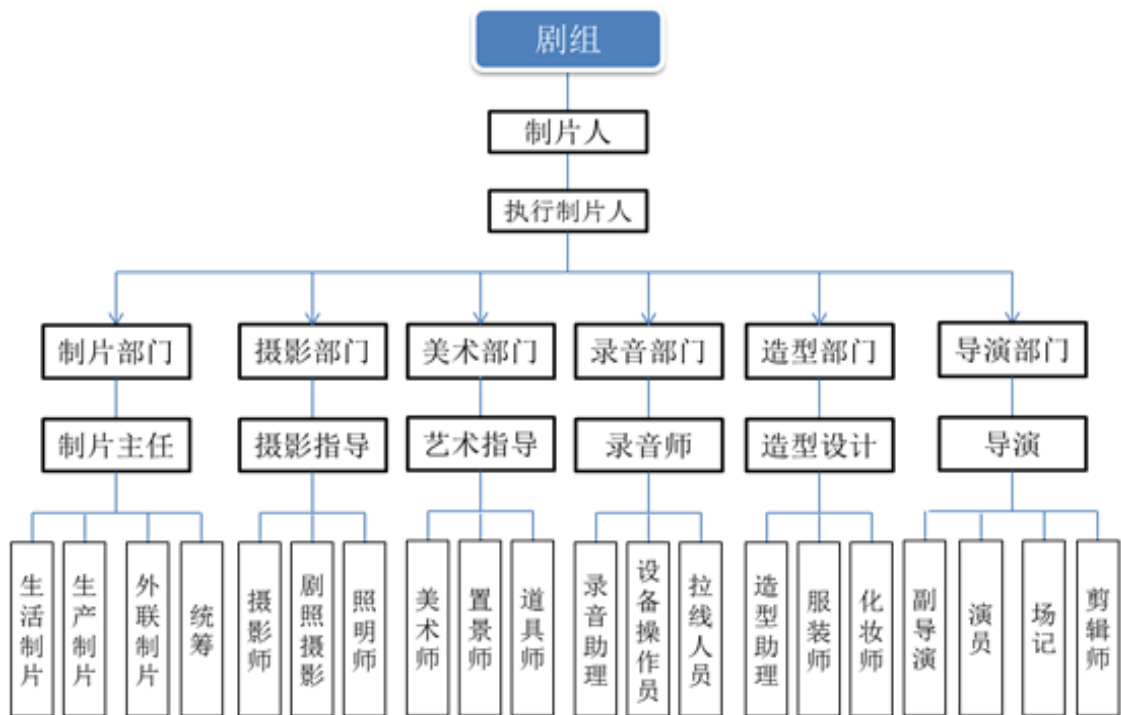 剧组
制片人
执行制片人
制片部门 摄影部门 美术部门 录音部门 造型部门 导演部门
制片主任 摄影指导 艺术指导 录音师 造型设计 导演
生活制片
生产制片
外联制片
统筹
摄影师
剧照摄影
照明师
美术师
置景师
道具师
录音助理
设备操作员
拉线人员
造型助理
服装师
化妆师
副导演
演员
场记
剪辑师